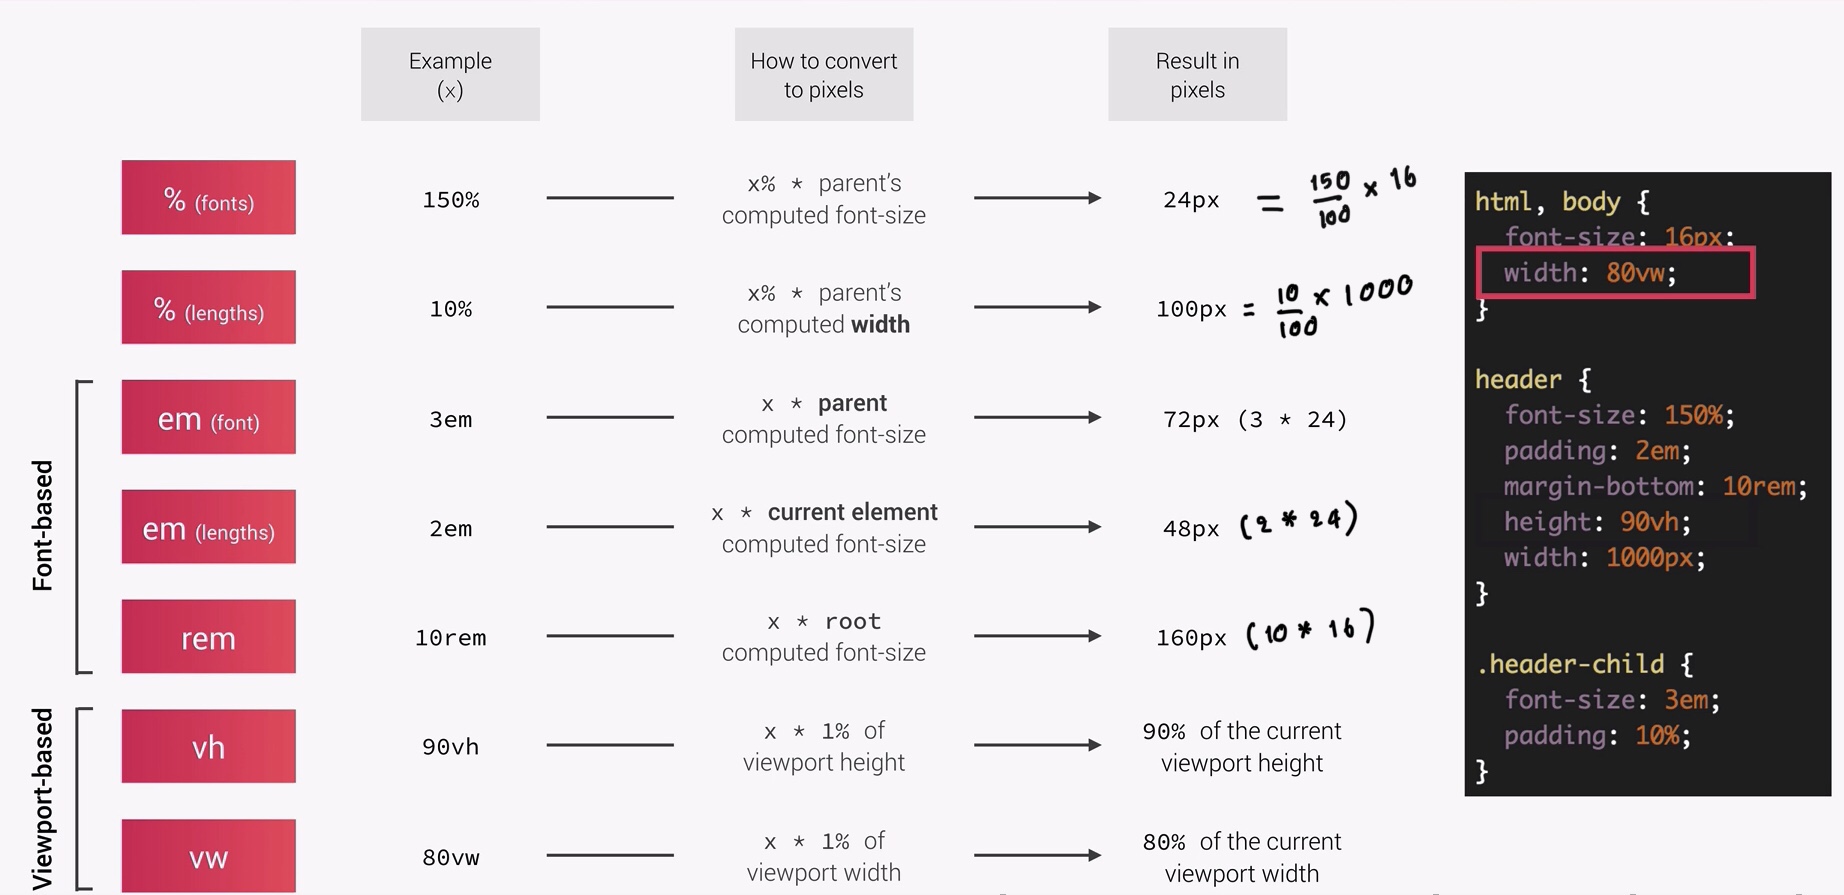 Example
(x)
How to convert
to pixels
Result in
pixels
% (fonts)
150%
x% * parent's
computed font-size
24px = 150/100 x 16
% (lengths)
10%
x% * parent's
computed width
100px = 10/100 x 1000
Font-based
em (font)
3em
x * parent
computed font-size
72px (3 * 24)
em (lengths)
2em
x * current element
computed font-size
48px (2 * 24)
rem
10rem
x * root
computed font-size
160px (10 * 16)
Viewport-based
vh
90vh
x * 1% of
viewport height
90% of the current
viewport height
vw
80vw
x * 1% of
viewport width
80% of the current
viewport width
html, body {
font-size: 16px;
width: 80vw;
}
header {
font-size: 150%;
padding: 2em;
margin-bottom: 10rem;
height: 90vh;
width: 1000px;
}
.header-child {
font-size: 3em;
padding: 10%;
}